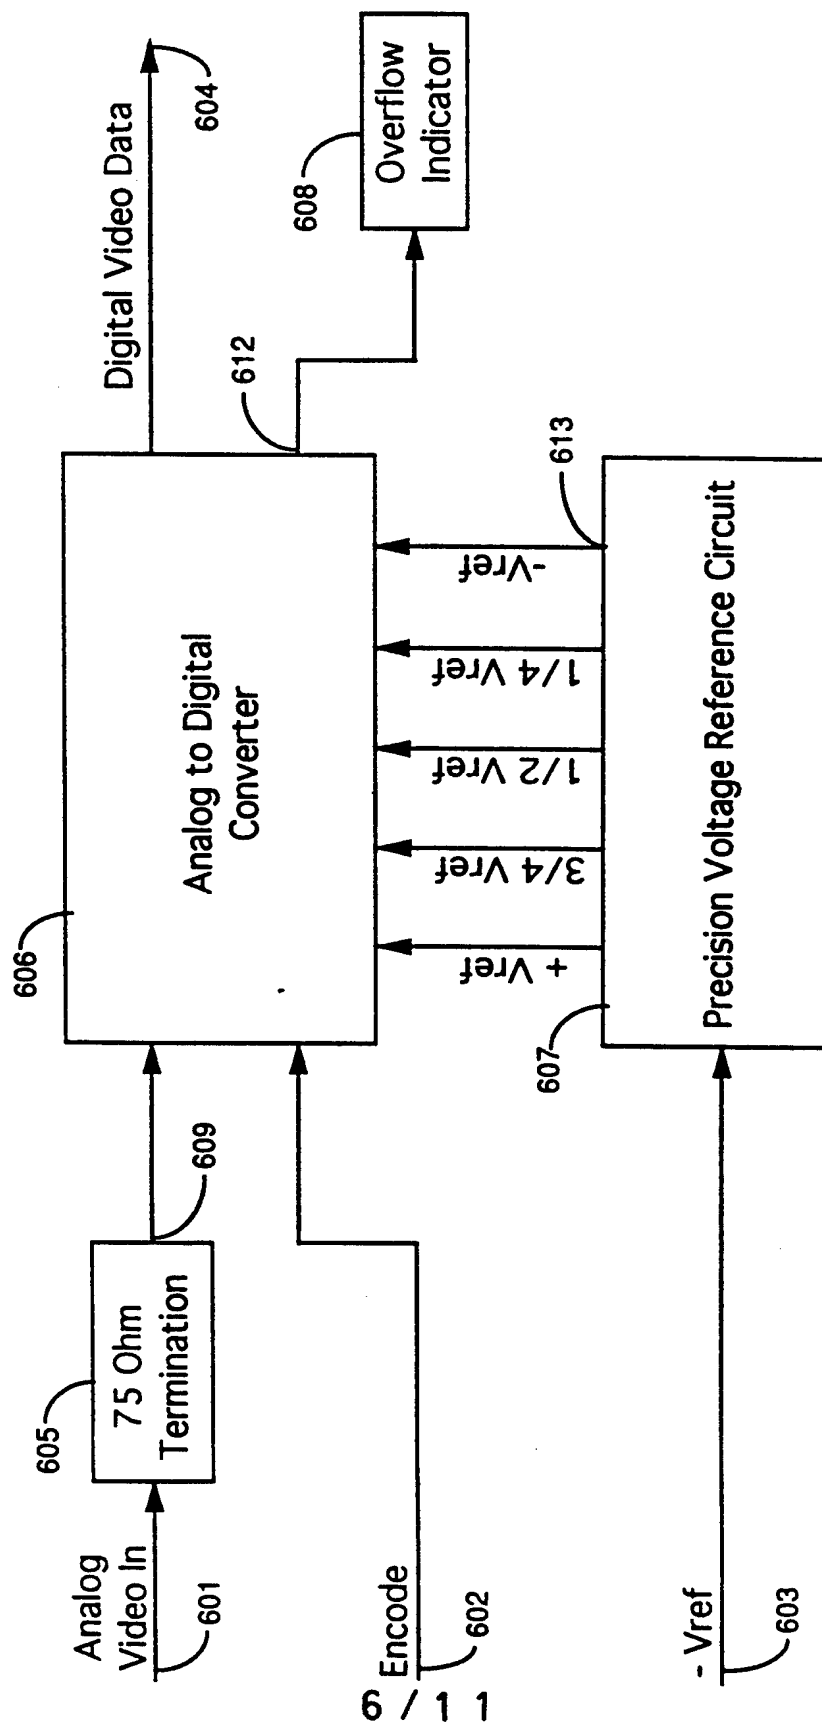 Analog
Video In
601
605
75 Ohm
Termination
609
606
Analog to Digital
Converter
Digital Video Data
604
612
608
Overflow
Indicator
Encode
602
+ Vref
3/4 Vref
1/2 Vref
1/4 Vref
-Vref
613
607
Precision Voltage Reference Circuit
- Vref
603
6/11